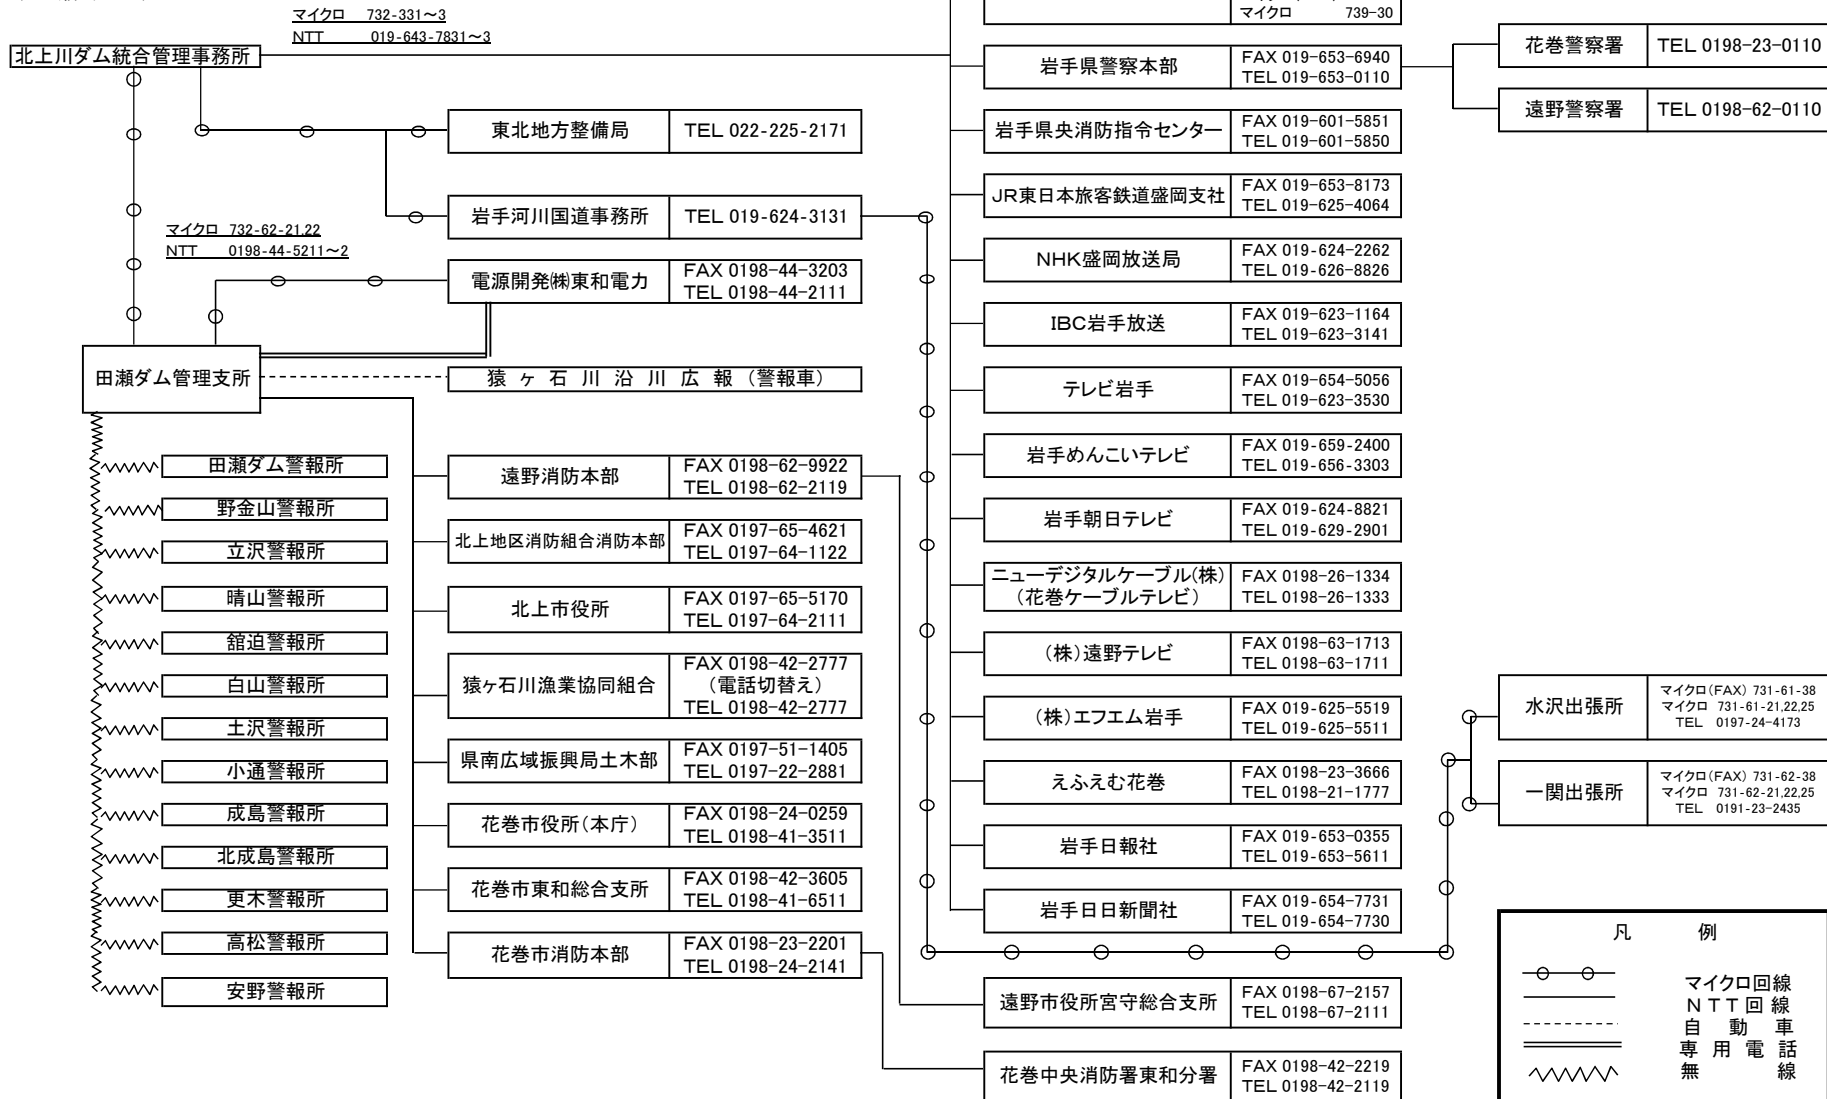 マイクロ 732-331～3
NTT 019-643-7831～3
北上川ダム統合管理事務所
東北地方整備局 TEL 022-225-2171
岩手河川国道事務所 TEL 019-624-3131
マイクロ 732-62-21,22
NTT 0198-44-5211～2
電源開発㈱東和電力 FAX 0198-44-3203
TEL 0198-44-2111
田瀬ダム管理支所
猿ヶ石川沿川広報（警報車）
田瀬ダム警報所
野金山警報所
立沢警報所
晴山警報所
舘迫警報所
白山警報所
土沢警報所
小通警報所
成島警報所
北成島警報所
更木警報所
高松警報所
安野警報所
遠野消防本部 FAX 0198-62-9922
TEL 0198-62-2119
北上地区消防組合消防本部 FAX 0197-65-4621
TEL 0197-64-1122
北上市役所 FAX 0197-65-5170
TEL 0197-64-2111
猿ヶ石川漁業協同組合 FAX 0198-42-2777
（電話切替え）
TEL 0198-42-2777
県南広域振興局土木部 FAX 0197-51-1405
TEL 0197-22-2881
花巻市役所（本庁） FAX 0198-24-0259
TEL 0198-41-3511
花巻市東和総合支所 FAX 0198-42-3605
TEL 0198-41-6511
花巻市消防本部 FAX 0198-23-2201
TEL 0198-24-2141
マイクロ 739-30
岩手県警察本部 FAX 019-653-6940
TEL 019-653-0110
岩手県央消防指令センター FAX 019-601-5851
TEL 019-601-5850
JR東日本旅客鉄道盛岡支社 FAX 019-653-8173
TEL 019-625-4064
NHK盛岡放送局 FAX 019-624-2262
TEL 019-626-8826
IBC岩手放送 FAX 019-623-1164
TEL 019-623-3141
テレビ岩手 FAX 019-654-5056
TEL 019-623-3530
岩手めんこいテレビ FAX 019-659-2400
TEL 019-656-3303
岩手朝日テレビ FAX 019-624-8821
TEL 019-629-2901
ニューデジタルケーブル(株) FAX 0198-26-1334
（花巻ケーブルテレビ） TEL 0198-26-1333
（株）遠野テレビ FAX 0198-63-1713
TEL 0198-63-1711
（株）エフエム岩手 FAX 019-625-5519
TEL 019-625-5511
えふえむ花巻 FAX 0198-23-3666
TEL 0198-21-1777
岩手日報社 FAX 019-653-0355
TEL 019-653-5611
岩手日日新聞社 FAX 019-654-7731
TEL 019-654-7730
遠野市役所宮守総合支所 FAX 0198-67-2157
TEL 0198-67-2111
花巻中央消防署東和分署 FAX 0198-42-2219
TEL 0198-42-2119
花巻警察署 TEL 0198-23-0110
遠野警察署 TEL 0198-62-0110
水沢出張所 マイクロ(FAX) 731-61-38
マイクロ 731-61-21,22,25
TEL 0197-24-4173
一関出張所 マイクロ(FAX) 731-62-38
マイクロ 731-62-21,22,25
TEL 0191-23-2435
凡例
マイクロ回線
NTT回線
自動車
専用電話
無線